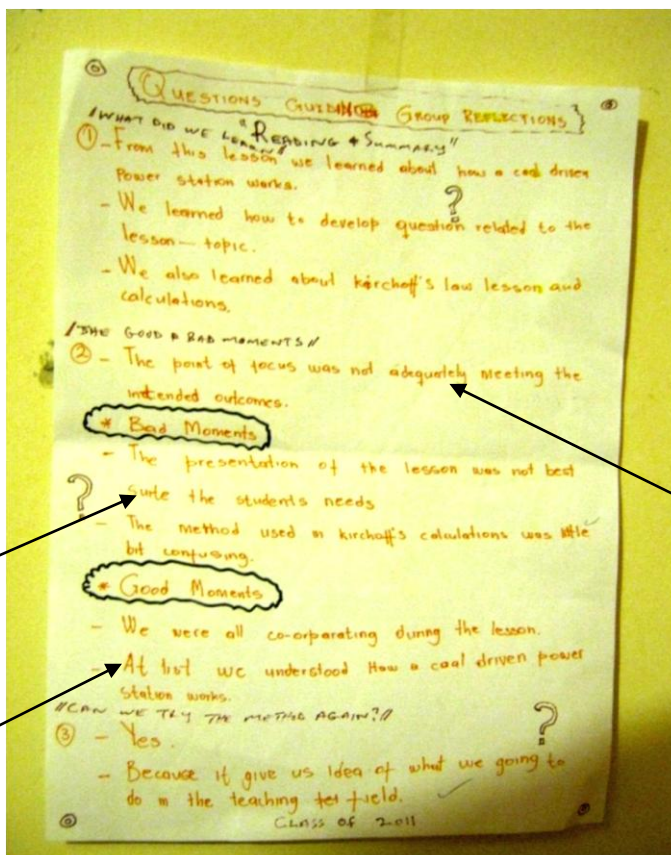 QUESTIONS GUIDING GROUP REFLECTIONS
//WHAT DID WE LEARN// "READING & SUMMARY"
① - From this lesson we learned about how a coal driven
Power station works.
- We learned how to develop question related to the
lesson - topic.
- We also learned about kirchoff's law lesson and
calculations.
//THE GOOD & BAD MOMENTS//
② - The point of focus was not adequately meeting the
intended outcomes.
* Bad Moments
- The presentation of the lesson was not best
suite the students needs
- The method used in kirchoff's calculations was little
bit confusing.
* Good Moments
- We were all co-orparating during the lesson.
- At list we understood How a coal driven power
station works.
//CAN WE TRY THE METHOD AGAIN?//
③ - Yes.
- Because it give us idea of what we going to
do in the teaching field.
CLASS OF 2011